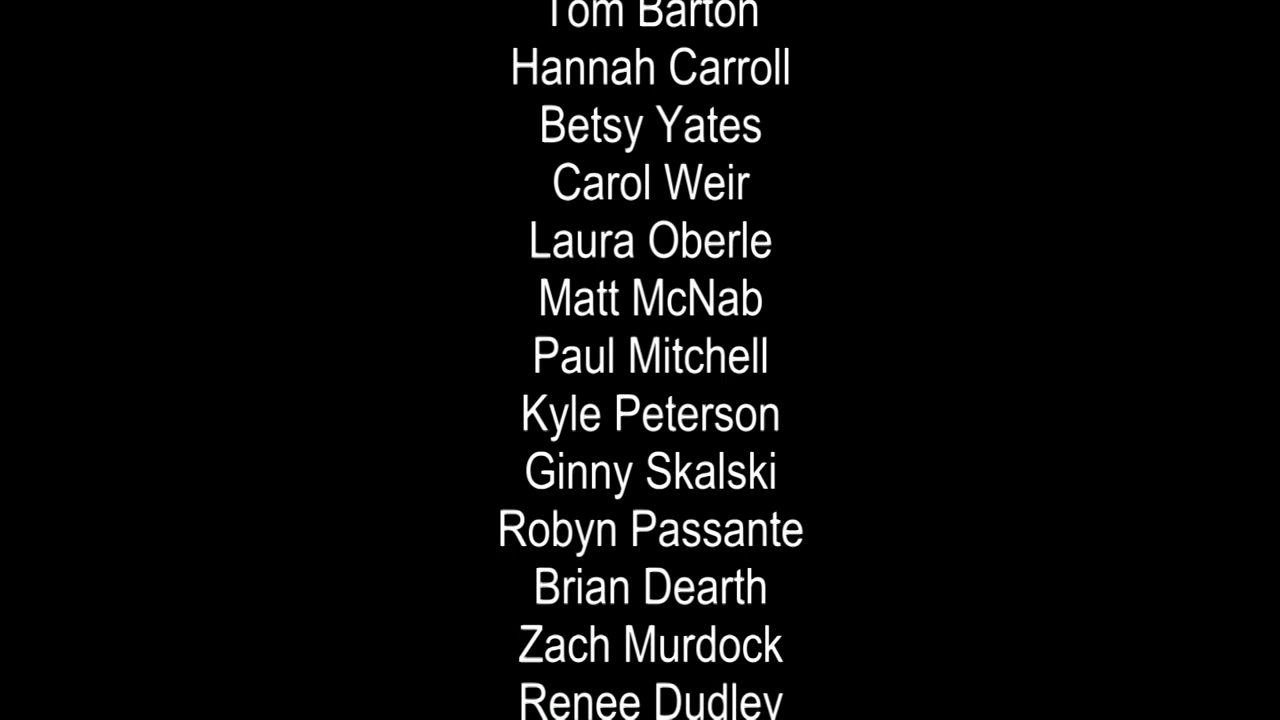 Tom Barton
Hannah Carroll
Betsy Yates
Carol Weir
Laura Oberle
Matt McNab
Paul Mitchell
Kyle Peterson
Ginny Skalski
Robyn Passante
Brian Dearth
Zach Murdock
Renee Dudley